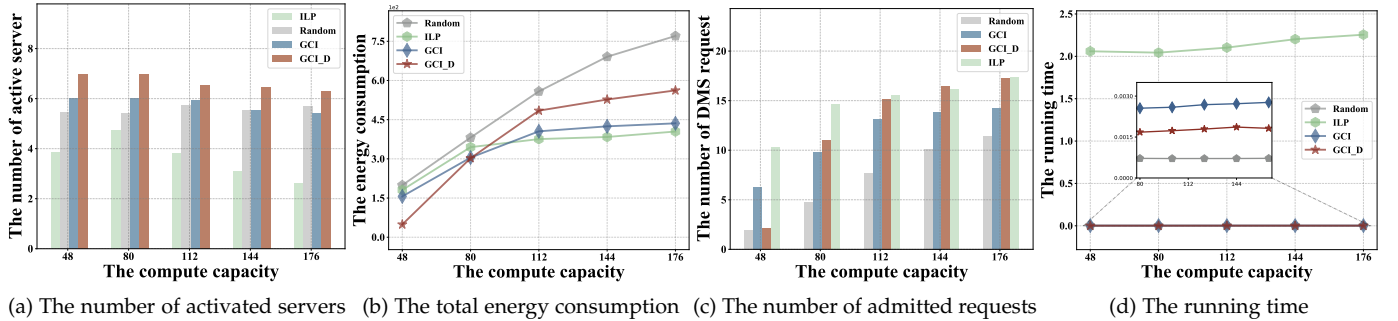 The number of active server
8
6
4
2
0
ILP
Random
GCI
GCI_D
48
80
112
144
176
The compute capacity
(a) The number of activated servers
1e2
The energy consumption
7.5e2
6.0e2
4.5e2
3.0e2
1.5e2
0.0
Random
ILP
GCI
GCI_D
48
80
112
144
176
The compute capacity
(b) The total energy consumption
The number of DMS request
20
15
10
5
0
Random
GCI
GCI_D
ILP
48
80
112
144
176
The compute capacity
(c) The number of admitted requests
The running time
2.5
2.0
1.5
1.0
0.5
0.0
0.0030
0.0015
0.0000
80
112
144
Random
ILP
GCI
GCI_D
48
80
112
144
176
The compute capacity
(d) The running time